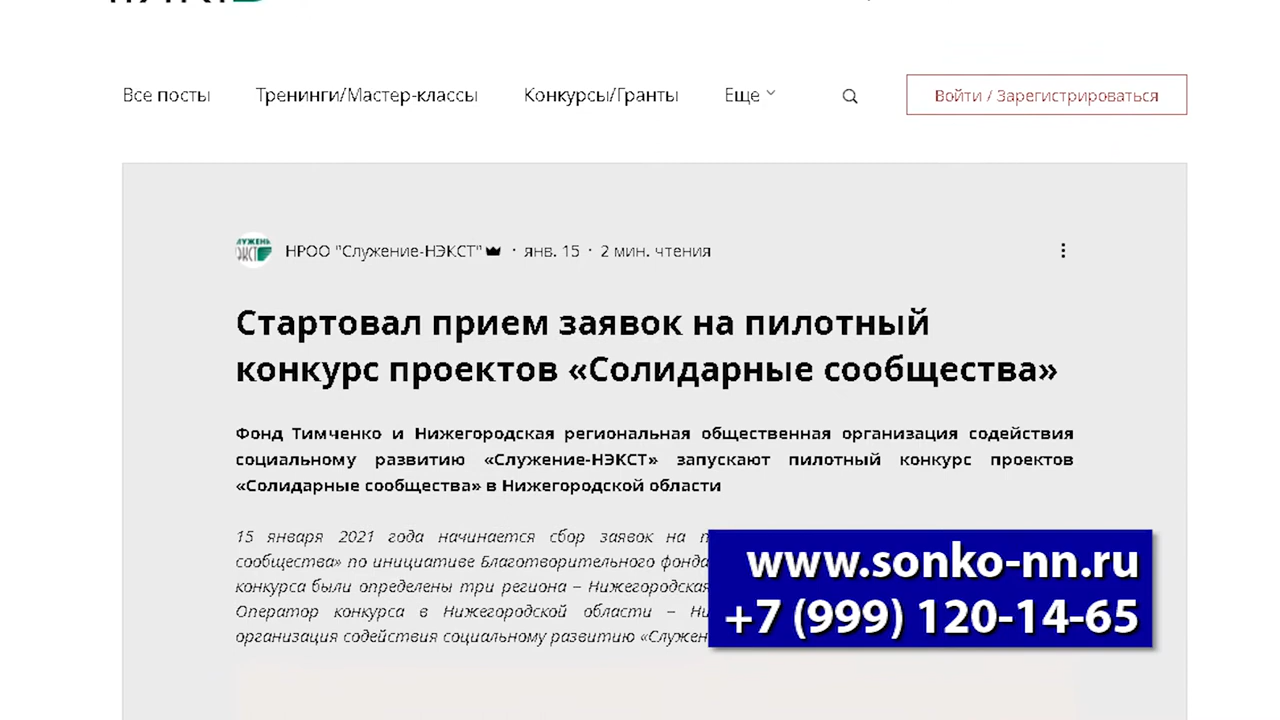 Все посты Тренинги/Мастер-классы Конкурсы/Гранты Еще Войти / Зарегистрироваться
НРОО "Служение-НЭКСТ" · янв. 15 · 2 мин. чтения
Стартовал прием заявок на пилотный
конкурс проектов «Солидарные сообщества»
Фонд Тимченко и Нижегородская региональная общественная организация содействия
социальному развитию «Служение-НЭКСТ» запускают пилотный конкурс проектов
«Солидарные сообщества» в Нижегородской области
15 января 2021 года начинается сбор заявок на
сообщества» по инициативе Благотворительного фонда
конкурса были определены три региона – Нижегородская
Оператор конкурса в Нижегородской области –
организация содействия социальному развитию
www.sonko-nn.ru
+7 (999) 120-14-65